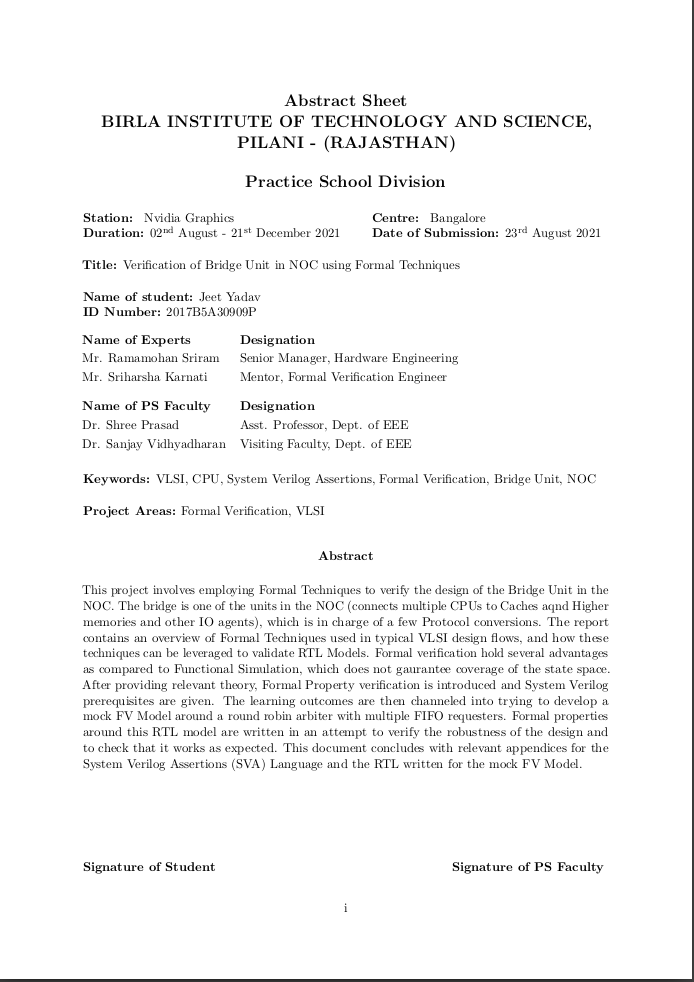 Abstract Sheet
BIRLA INSTITUTE OF TECHNOLOGY AND SCIENCE,
PILANI - (RAJASTHAN)
Practice School Division
Station: Nvidia Graphics Centre: Bangalore
Duration: 02nd August - 21st December 2021 Date of Submission: 23rd August 2021
Title: Verification of Bridge Unit in NOC using Formal Techniques
Name of student: Jeet Yadav
ID Number: 2017B5A30909P
Name of Experts Designation
Mr. Ramamohan Sriram Senior Manager, Hardware Engineering
Mr. Sriharsha Karnati Mentor, Formal Verification Engineer
Name of PS Faculty Designation
Dr. Shree Prasad Asst. Professor, Dept. of EEE
Dr. Sanjay Vidhyadharan Visiting Faculty, Dept. of EEE
Keywords: VLSI, CPU, System Verilog Assertions, Formal Verification, Bridge Unit, NOC
Project Areas: Formal Verification, VLSI
Abstract
This project involves employing Formal Techniques to verify the design of the Bridge Unit in the
NOC. The bridge is one of the units in the NOC (connects multiple CPUs to Caches aqnd Higher
memories and other IO agents), which is in charge of a few Protocol conversions. The report
contains an overview of Formal Techniques used in typical VLSI design flows, and how these
techniques can be leveraged to validate RTL Models. Formal verification hold several advantages
as compared to Functional Simulation, which does not gaurantee coverage of the state space.
After providing relevant theory, Formal Property verification is introduced and System Verilog
prerequisites are given. The learning outcomes are then channeled into trying to develop a
mock FV Model around a round robin arbiter with multiple FIFO requesters. Formal properties
around this RTL model are written in an attempt to verify the robustness of the design and
to check that it works as expected. This document concludes with relevant appendices for the
System Verilog Assertions (SVA) Language and the RTL written for the mock FV Model.
Signature of Student Signature of PS Faculty
i